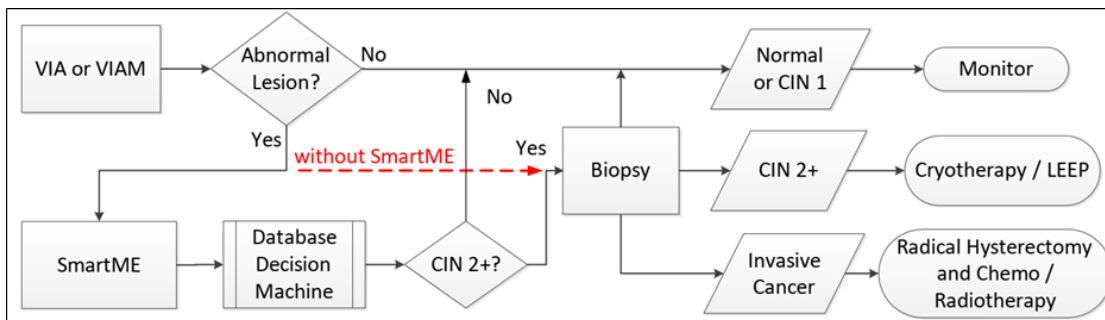 VIA or VIAM
Abnormal
Lesion?
No
Normal
or CIN 1
Monitor
Yes
without SmartME
No
Yes
Biopsy
CIN 2+
Cryotherapy / LEEP
SmartME
Database
Decision
Machine
CIN 2+?
Invasive
Cancer
Radical Hysterectomy
and Chemo /
Radiotherapy